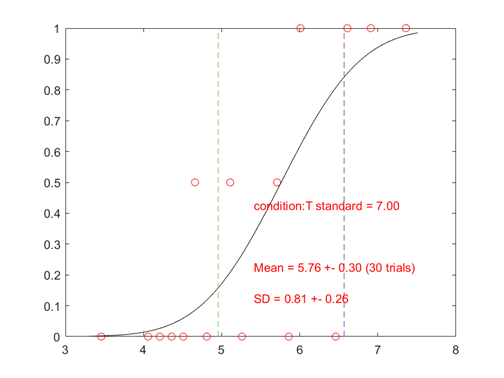 1
0.9
0.8
0.7
0.6
0.5
0.4
0.3
0.2
0.1
0
condition:T standard = 7.00
Mean = 5.76 +- 0.30 (30 trials)
SD = 0.81 +- 0.26
3 4 5 6 7 8